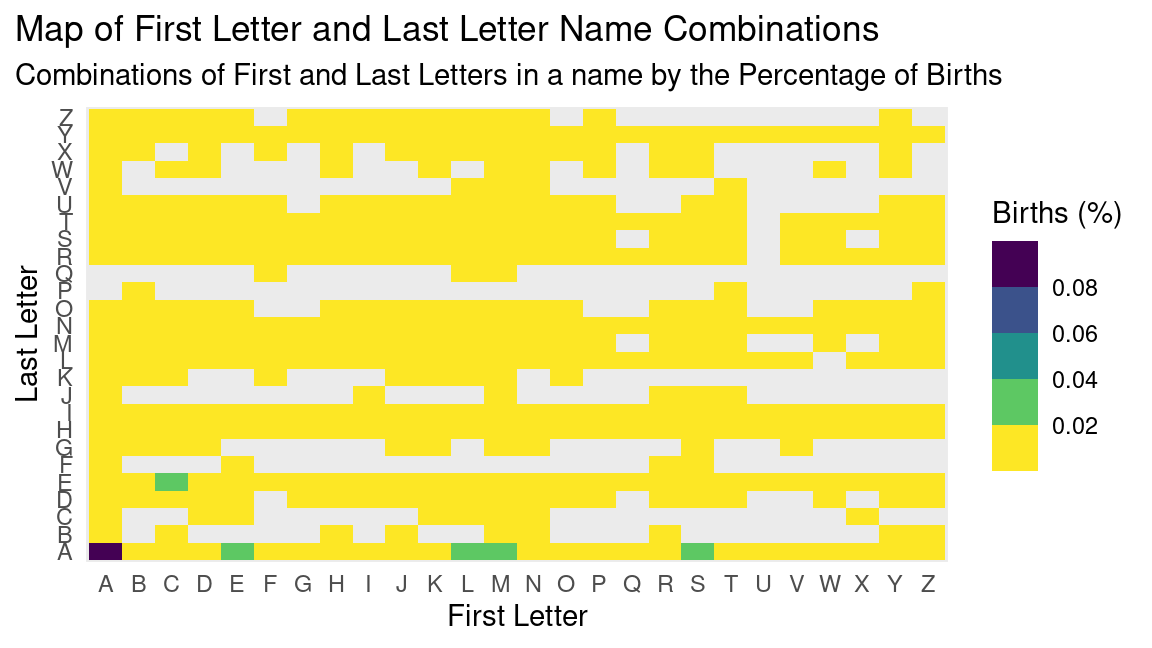 Map of First Letter and Last Letter Name Combinations
Combinations of First and Last Letters in a name by the Percentage of Births
Last Letter
Z
Y
X
W
V
U
T
S
R
Q
P
O
N
M
L
K
J
I
H
G
F
E
D
C
B
A
A B C D E F G H I J K L M N O P Q R S T U V W X Y Z
First Letter
Births (%)
0.08
0.06
0.04
0.02